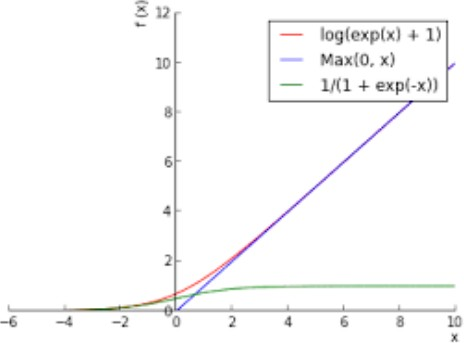 f (x)
12
log(exp(x) + 1)
Max(0, x)
1/(1 + exp(-x))
10
8
6
4
2
0
−6 −4 −2 0 2 4 6 8 10
x